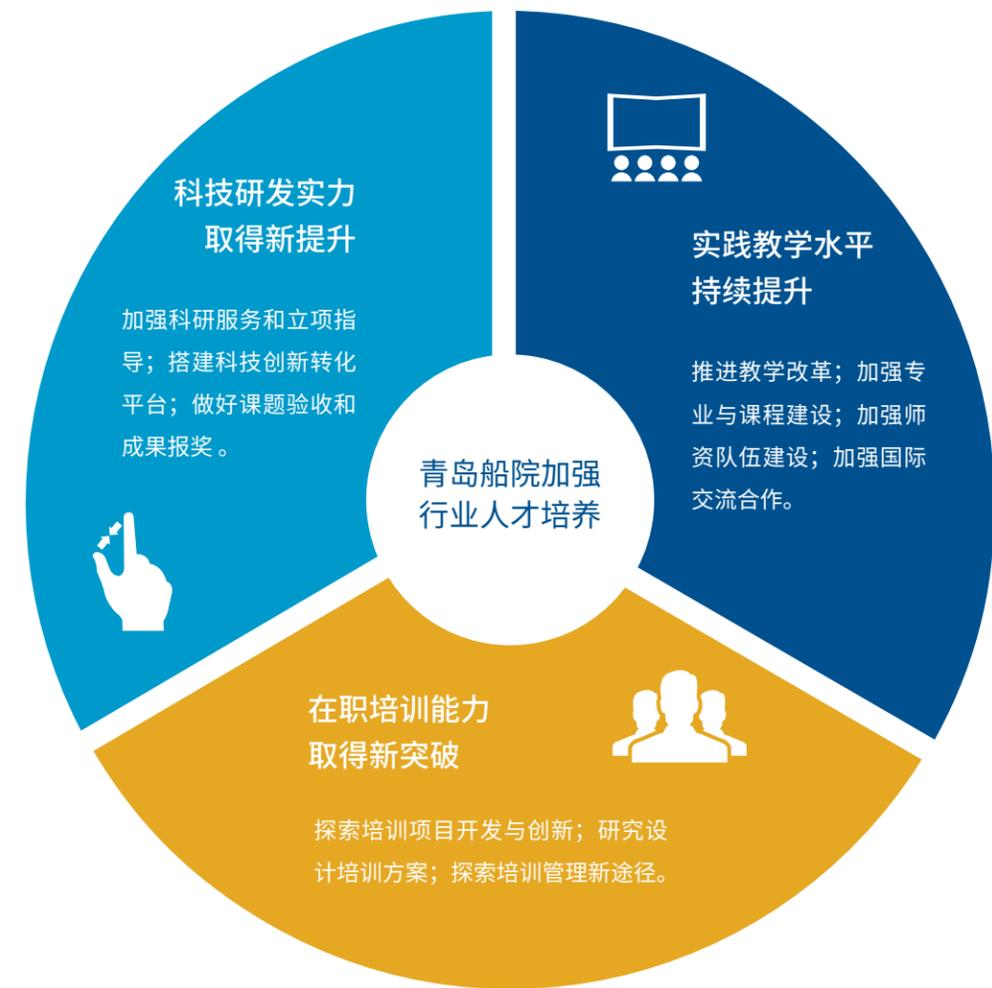 科技研发实力
取得新提升
加强科研服务和立项指
导；搭建科技创新转化
平台；做好课题验收和
成果报奖。
实践教学水平
持续提升
推进教学改革；加强专
业与课程建设；加强师
资队伍建设；加强国际
交流合作。
青岛船院加强
行业人才培养
在职培训能力
取得新突破
探索培训项目开发与创新；研究设
计培训方案；探索培训管理新途径。